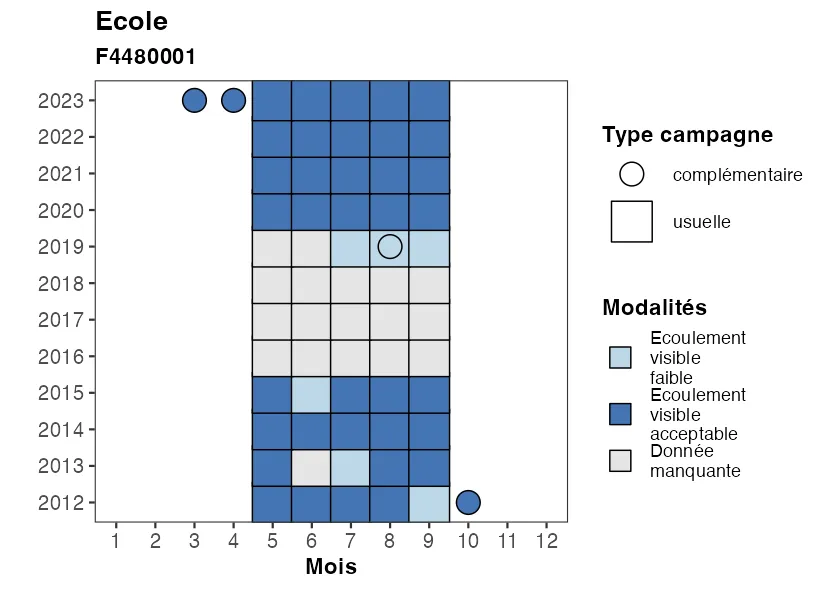 Ecole
F4480001
2023
2022
2021
2020
2019
2018
2017
2016
2015
2014
2013
2012
1 2 3 4 5 6 7 8 9 10 11 12
Mois
Type campagne
complémentaire
usuelle
Modalités
Ecoulement
visible
faible
Ecoulement
visible
acceptable
Donnée
manquante